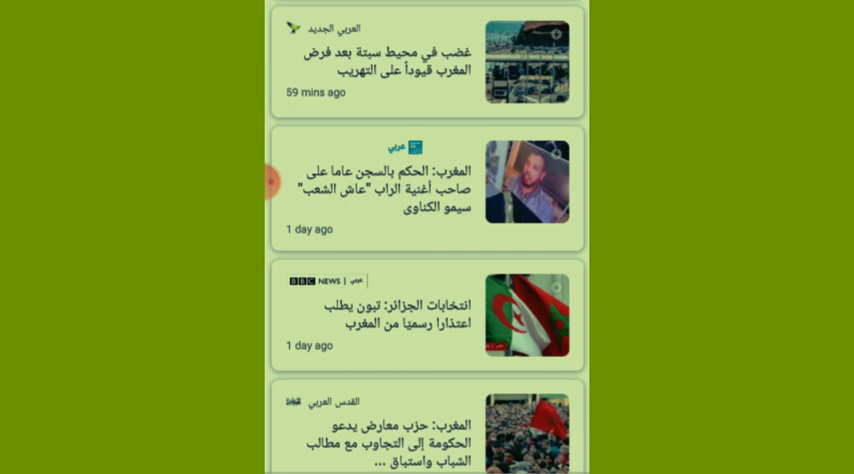 العربي الجديد
غضب في محيط سبتة بعد فرض
المغرب قيوداً على التهريب
59 mins ago
عربي
المغرب: الحكم بالسجن عاما على
صاحب أغنية الراب "عاش الشعب"
سيمو الكناوي
1 day ago
BBC NEWS | عربي
انتخابات الجزائر: تبون يطلب
اعتذارا رسميًا من المغرب
1 day ago
القدس العربي
المغرب: حزب معارض يدعو
الحكومة إلى التجاوب مع مطالب
الشباب واستباق ...